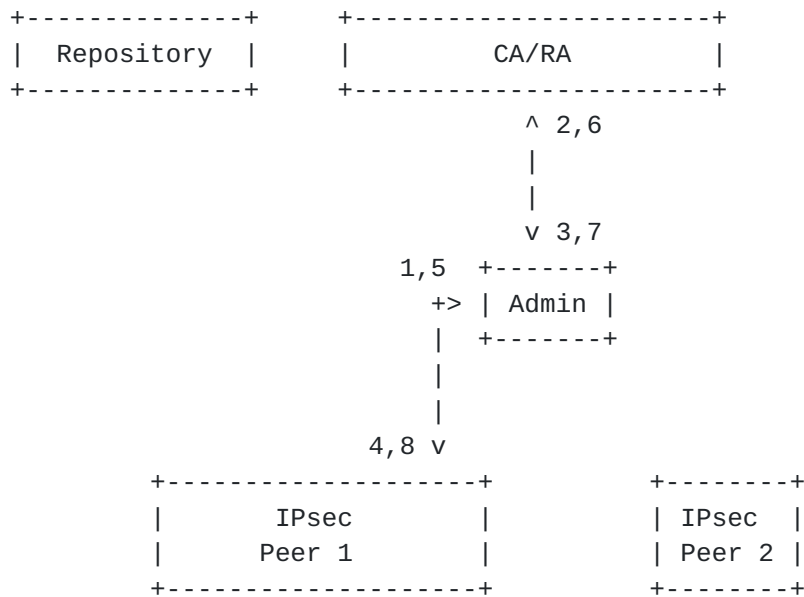 +--------------+     +-----------------------+
|  Repository  |     |         CA/RA         |
+--------------+     +-----------------------+
                                 ^ 2,6
                                 |
                                 |
                                 v 3,7
                         1,5  +-------+
                           +> | Admin |
                           |  +-------+
                           |
                           |
                       4,8 v
         +--------------------+          +--------+
         |       IPsec        |          | IPsec  |
         |      Peer 1        |          | Peer 2 |
         +--------------------+          +--------+